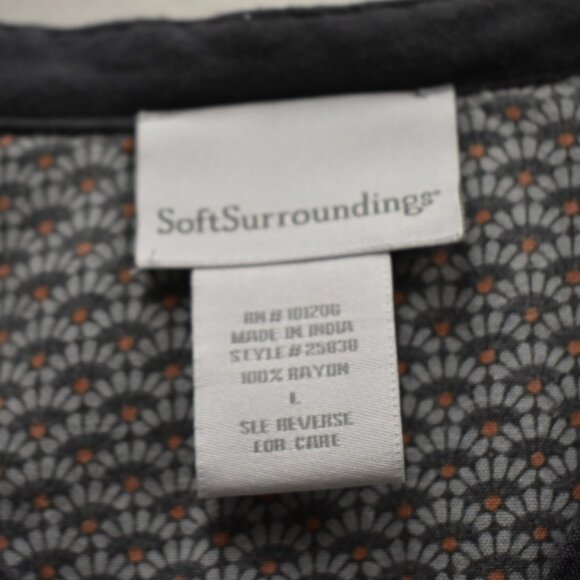 SoftSurroundings
RN # 101206
MADE IN INDIA
STYLE # 25838
100% RAYON
L
SEE REVERSE
FOR CARE